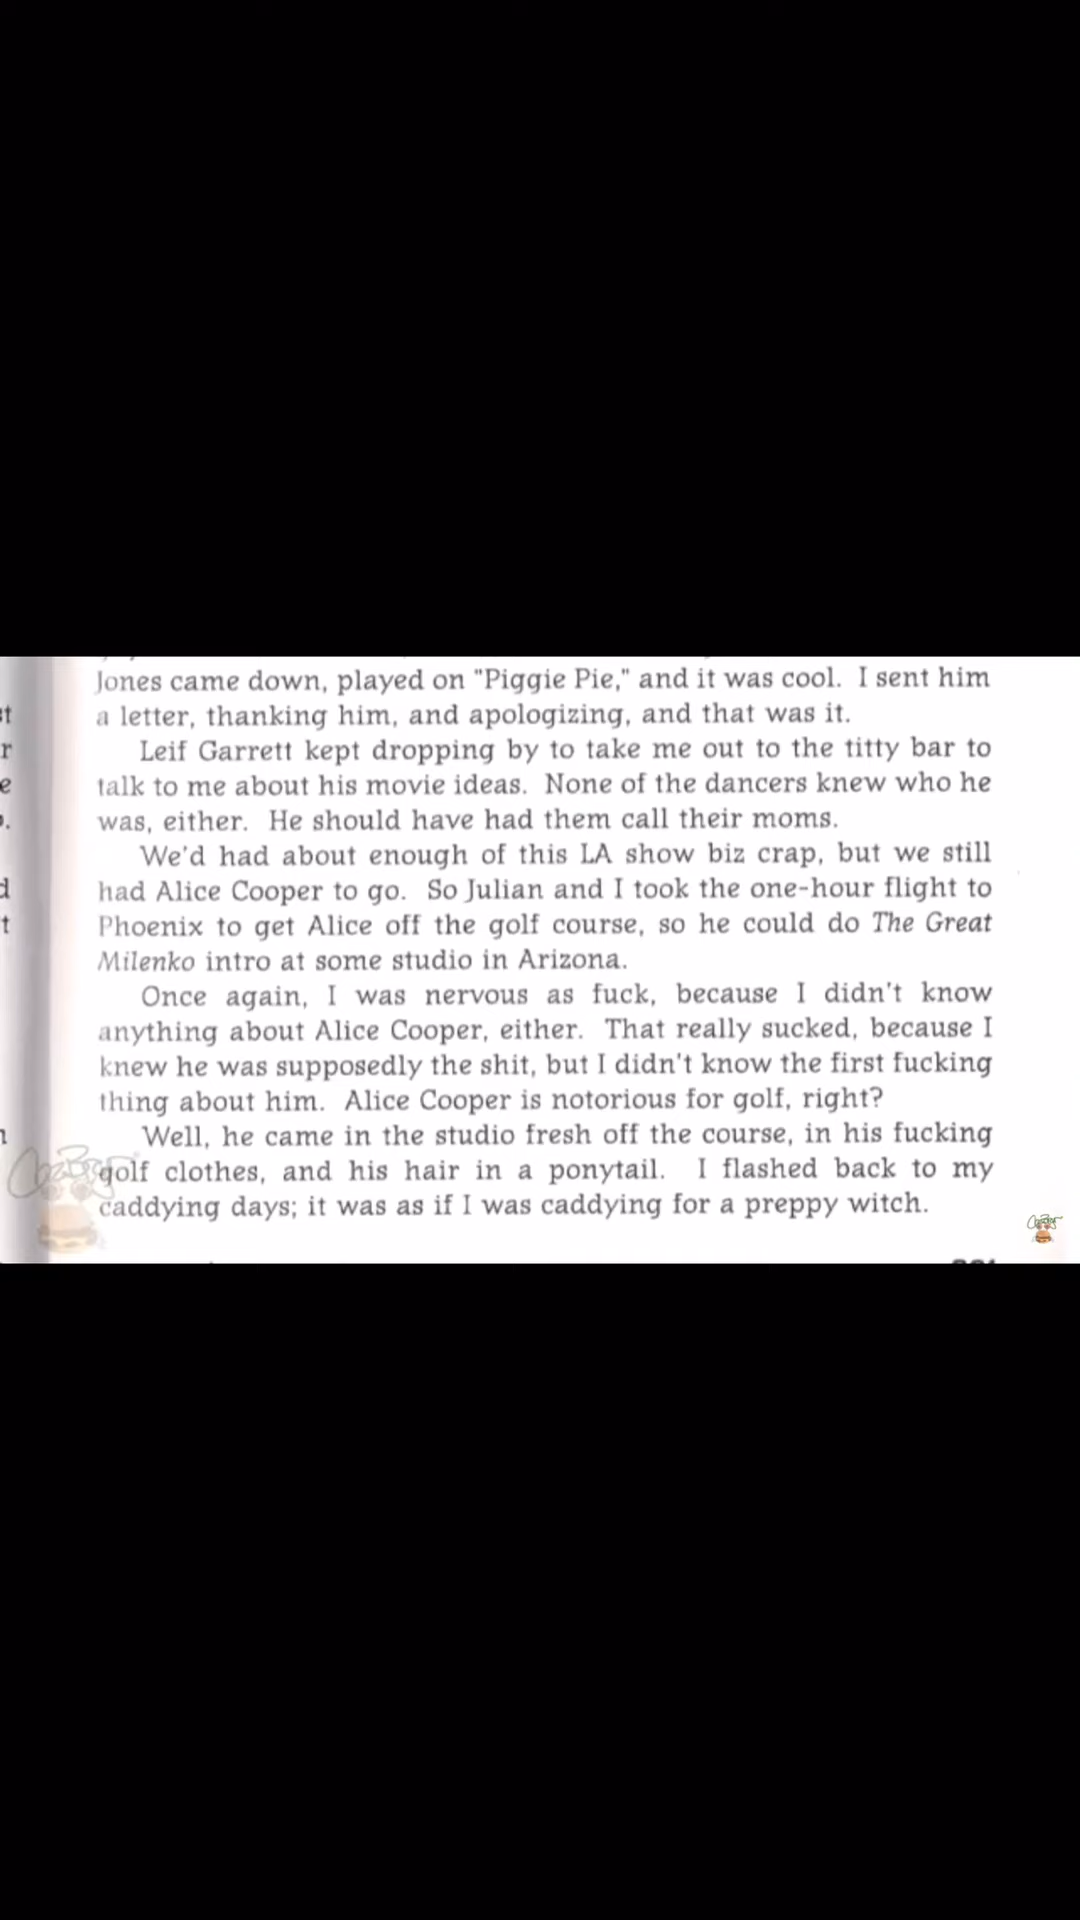 Jones came down, played on "Piggie Pie," and it was cool. I sent him
a letter, thanking him, and apologizing, and that was it.
Leif Garrett kept dropping by to take me out to the titty bar to
talk to me about his movie ideas. None of the dancers knew who he
was, either. He should have had them call their moms.
We'd had about enough of this LA show biz crap, but we still
had Alice Cooper to go. So Julian and I took the one-hour flight to
Phoenix to get Alice off the golf course, so he could do The Great
Milenko intro at some studio in Arizona.
Once again, I was nervous as fuck, because I didn't know
anything about Alice Cooper, either. That really sucked, because I
knew he was supposedly the shit, but I didn't know the first fucking
thing about him. Alice Cooper is notorious for golf, right?
Well, he came in the studio fresh off the course, in his fucking
golf clothes, and his hair in a ponytail. I flashed back to my
caddying days; it was as if I was caddying for a preppy witch.